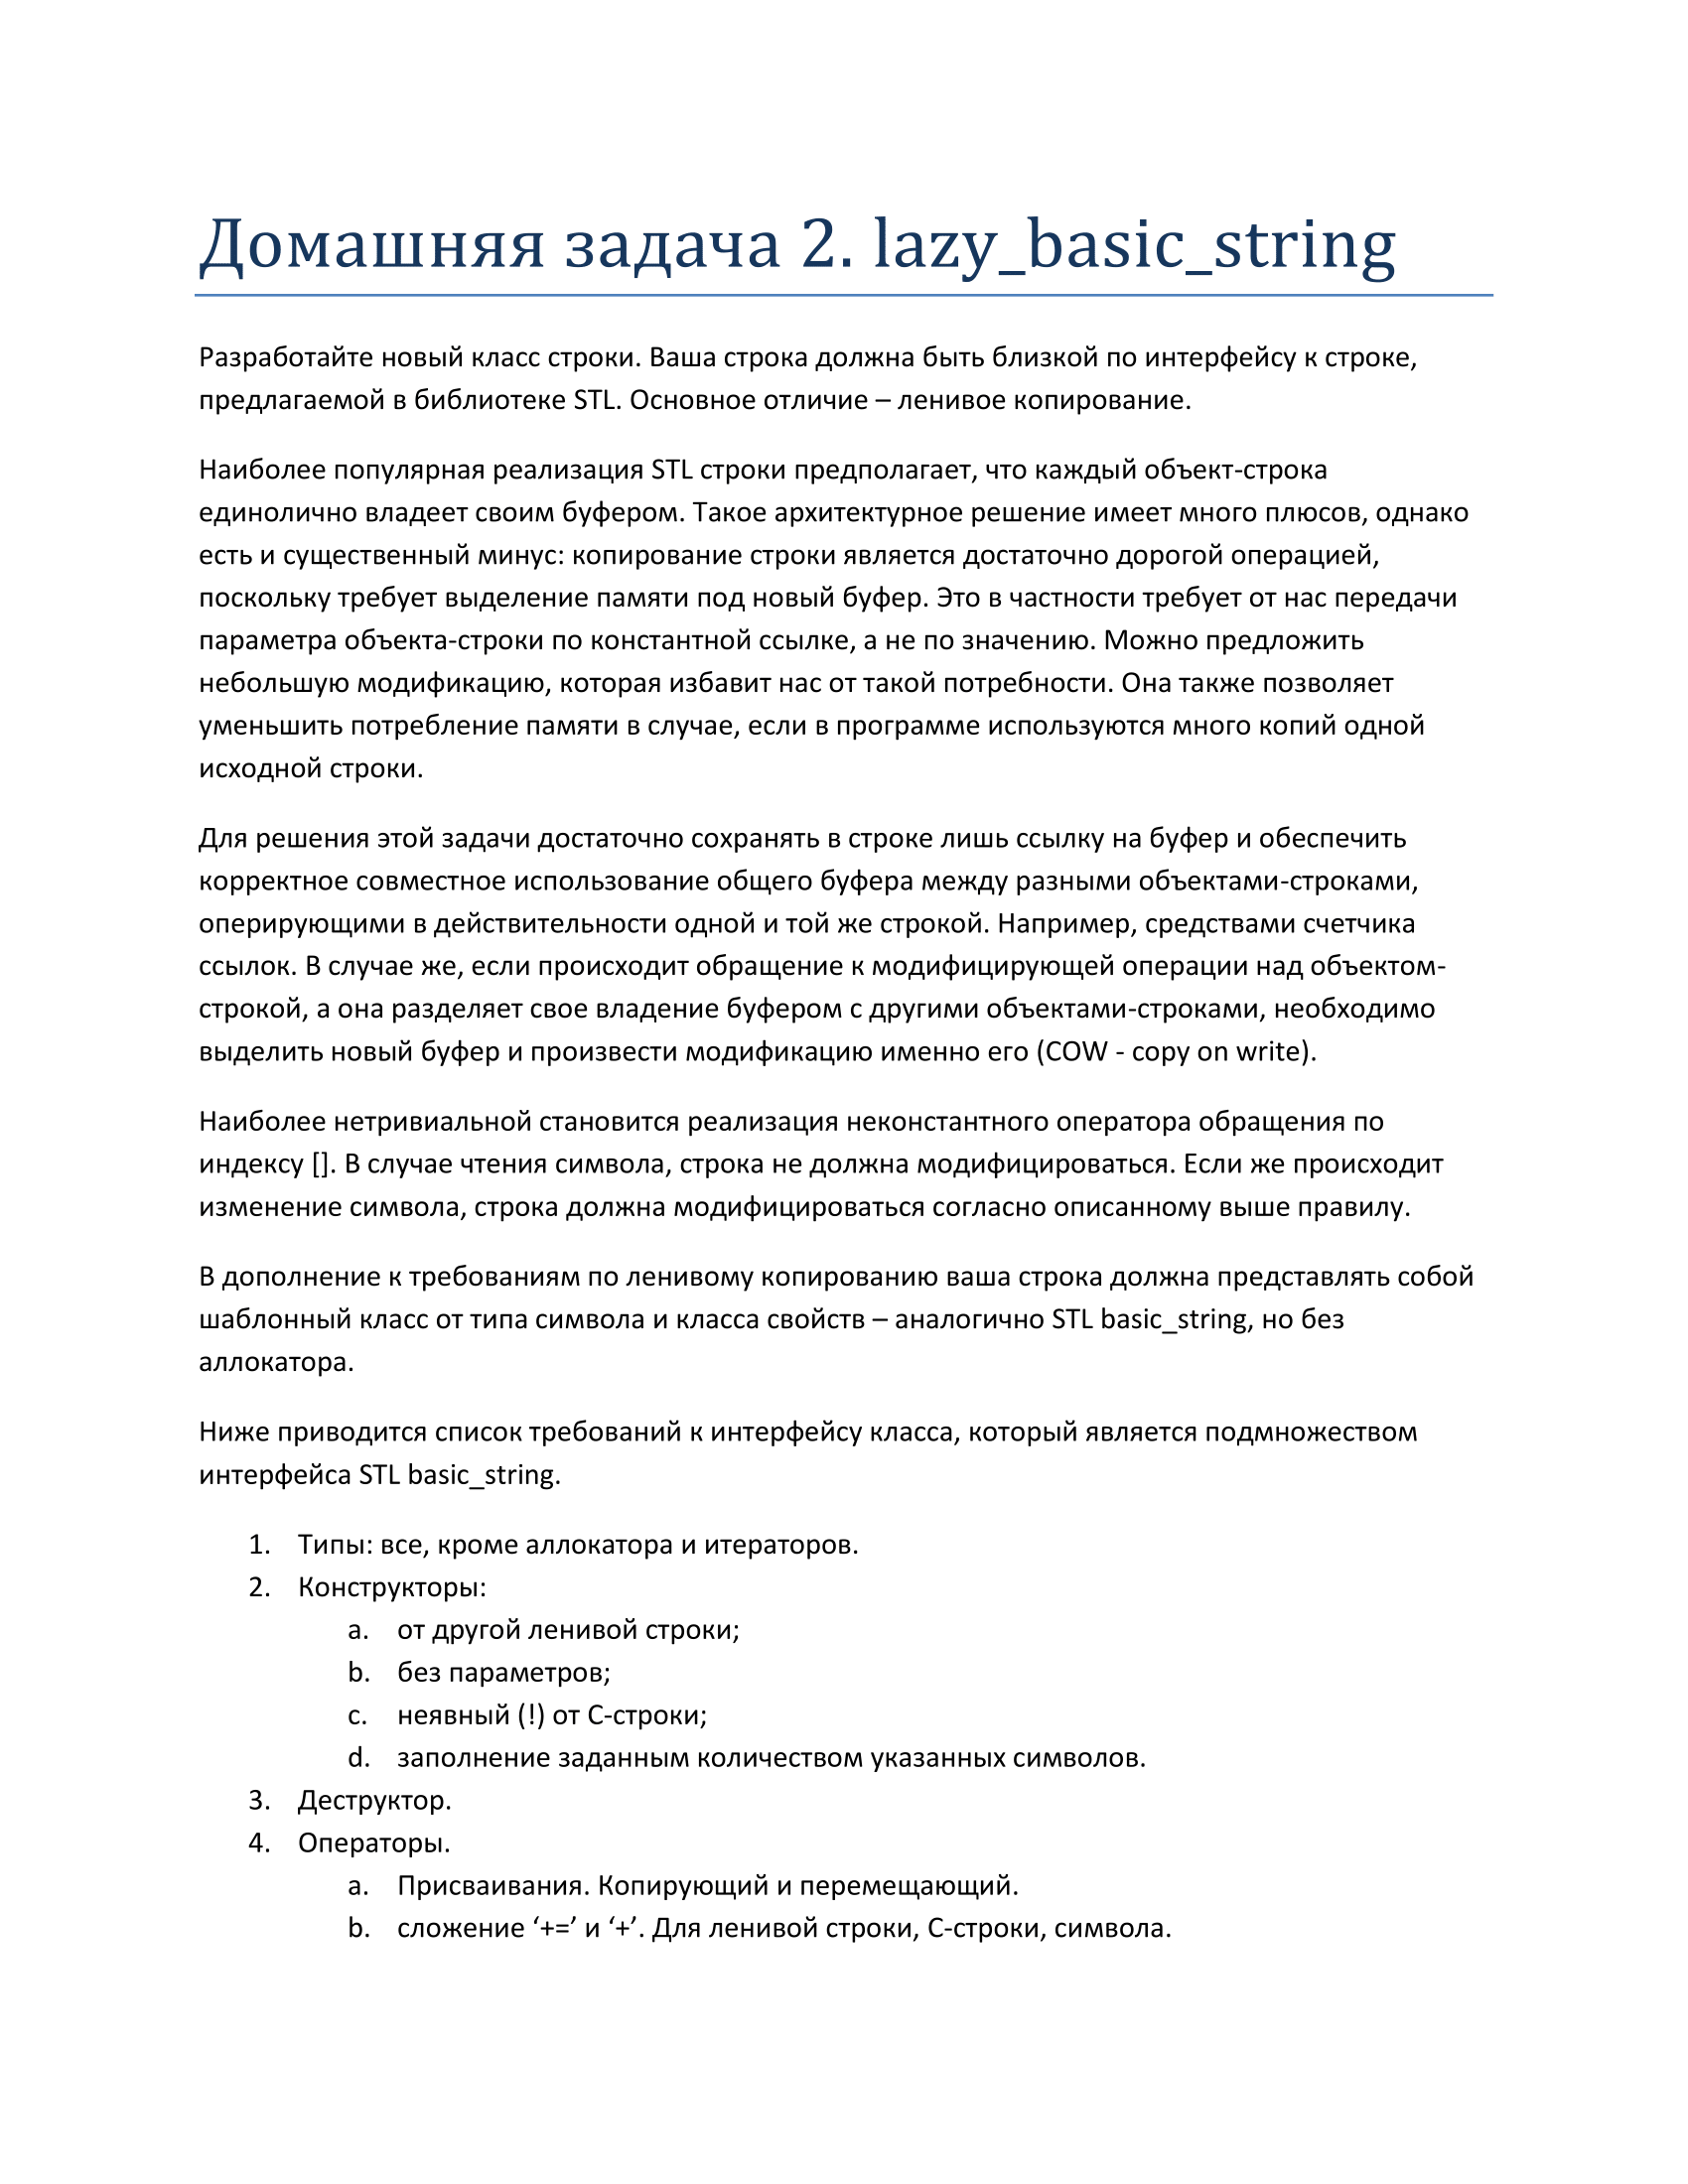 Домашняя задача 2. lazy_basic_string
Разработайте новый класс строки. Ваша строка должна быть близкой по интерфейсу к строке,
предлагаемой в библиотеке STL. Основное отличие – ленивое копирование.
Наиболее популярная реализация STL строки предполагает, что каждый объект-строка
единолично владеет своим буфером. Такое архитектурное решение имеет много плюсов, однако
есть и существенный минус: копирование строки является достаточно дорогой операцией,
поскольку требует выделение памяти под новый буфер. Это в частности требует от нас передачи
параметра объекта-строки по константной ссылке, а не по значению. Можно предложить
небольшую модификацию, которая избавит нас от такой потребности. Она также позволяет
уменьшить потребление памяти в случае, если в программе используются много копий одной
исходной строки.
Для решения этой задачи достаточно сохранять в строке лишь ссылку на буфер и обеспечить
корректное совместное использование общего буфера между разными объектами-строками,
оперирующими в действительности одной и той же строкой. Например, средствами счетчика
ссылок. В случае же, если происходит обращение к модифицирующей операции над объектом-
строкой, а она разделяет свое владение буфером с другими объектами-строками, необходимо
выделить новый буфер и произвести модификацию именно его (COW - copy on write).
Наиболее нетривиальной становится реализация неконстантного оператора обращения по
индексу []. В случае чтения символа, строка не должна модифицироваться. Если же происходит
изменение символа, строка должна модифицироваться согласно описанному выше правилу.
В дополнение к требованиям по ленивому копированию ваша строка должна представлять собой
шаблонный класс от типа символа и класса свойств – аналогично STL basic_string, но без
аллокатора.
Ниже приводится список требований к интерфейсу класса, который является подмножеством
интерфейса STL basic_string.
1. Типы: все, кроме аллокатора и итераторов.
2. Конструкторы:
a. от другой ленивой строки;
b. без параметров;
c. неявный (!) от С-строки;
d. заполнение заданным количеством указанных символов.
3. Деструктор.
4. Операторы.
a. Присваивания. Копирующий и перемещающий.
b. сложение ‘+=’ и ‘+’. Для ленивой строки, С-строки, символа.